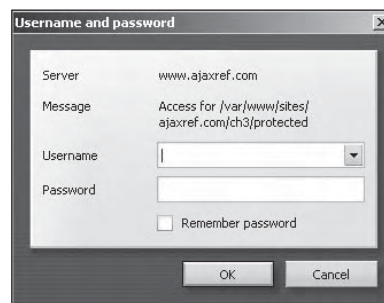 Username and password
Server www.ajaxref.com
Message Access for /var/www/sites/
ajaxref.com/ch3/protected
Username
Password
Remember password
OK Cancel